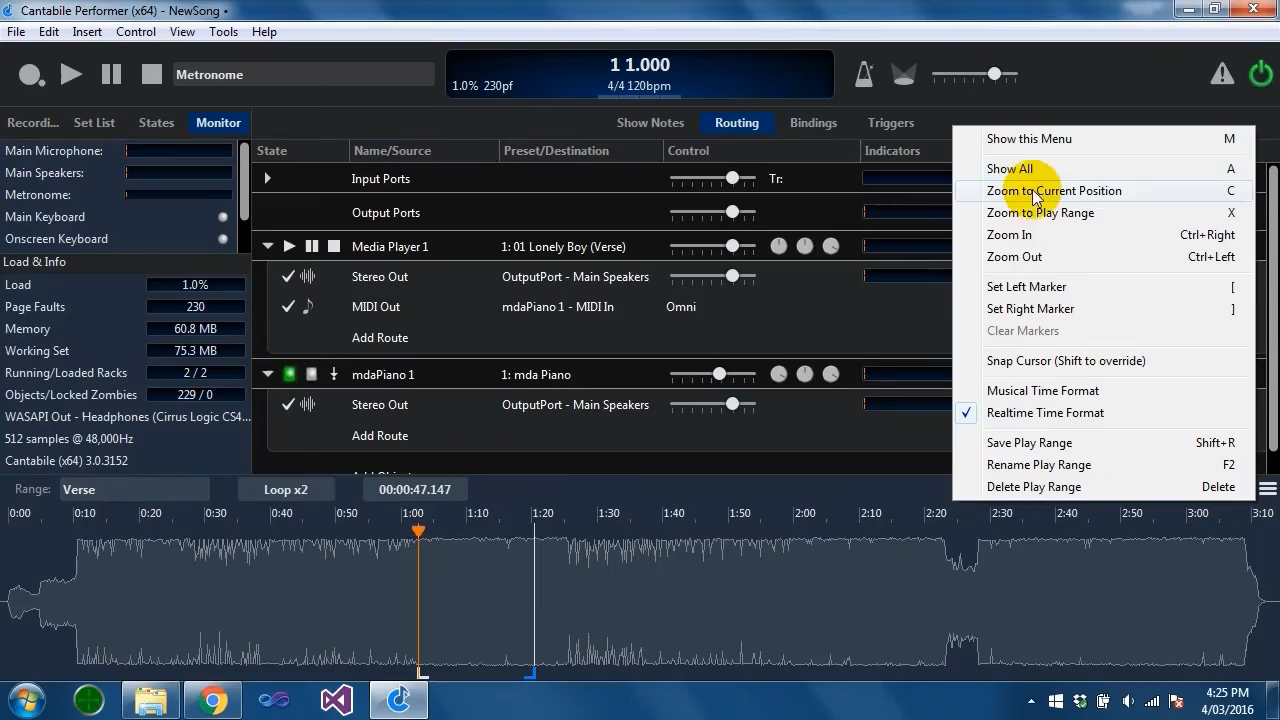 Cantabile Performer (x64) - NewSong •
File Edit Insert Control View Tools Help
Metronome
1 1.000
1.0% 230pf 4/4 120bpm
Recordi... Set List States Monitor
Show Notes Routing Bindings Triggers
State Name/Source Preset/Destination Control Indicators
Main Microphone:
Main Speakers:
Metronome:
Main Keyboard
Onscreen Keyboard
Load & Info
Load 1.0%
Page Faults 230
Memory 60.8 MB
Working Set 75.3 MB
Running/Loaded Racks 2 / 2
Objects/Locked Zombies 229 / 0
WASAPI Out - Headphones (Cirrus Logic CS4...
512 samples @ 48,000Hz
Cantabile (x64) 3.0.3152
Input Ports Tr:
Output Ports
Media Player 1 1: 01 Lonely Boy (Verse)
Stereo Out OutputPort - Main Speakers
MIDI Out mdaPiano 1 - MIDI In Omni
Add Route
mdaPiano 1 1: mda Piano
Stereo Out OutputPort - Main Speakers
Add Route
Show this Menu M
Show All A
Zoom to Current Position C
Zoom to Play Range X
Zoom In Ctrl+Right
Zoom Out Ctrl+Left
Set Left Marker [
Set Right Marker ]
Clear Markers
Snap Cursor (Shift to override)
Musical Time Format
Realtime Time Format
Save Play Range Shift+R
Rename Play Range F2
Delete Play Range Delete
Range: Verse Loop x2 00:00:47.147
0:00 0:10 0:20 0:30 0:40 0:50 1:00 1:10 1:20 1:30 1:40 1:50 2:00 2:10 2:20 2:30 2:40 2:50 3:00 3:10
4:25 PM
4/03/2016